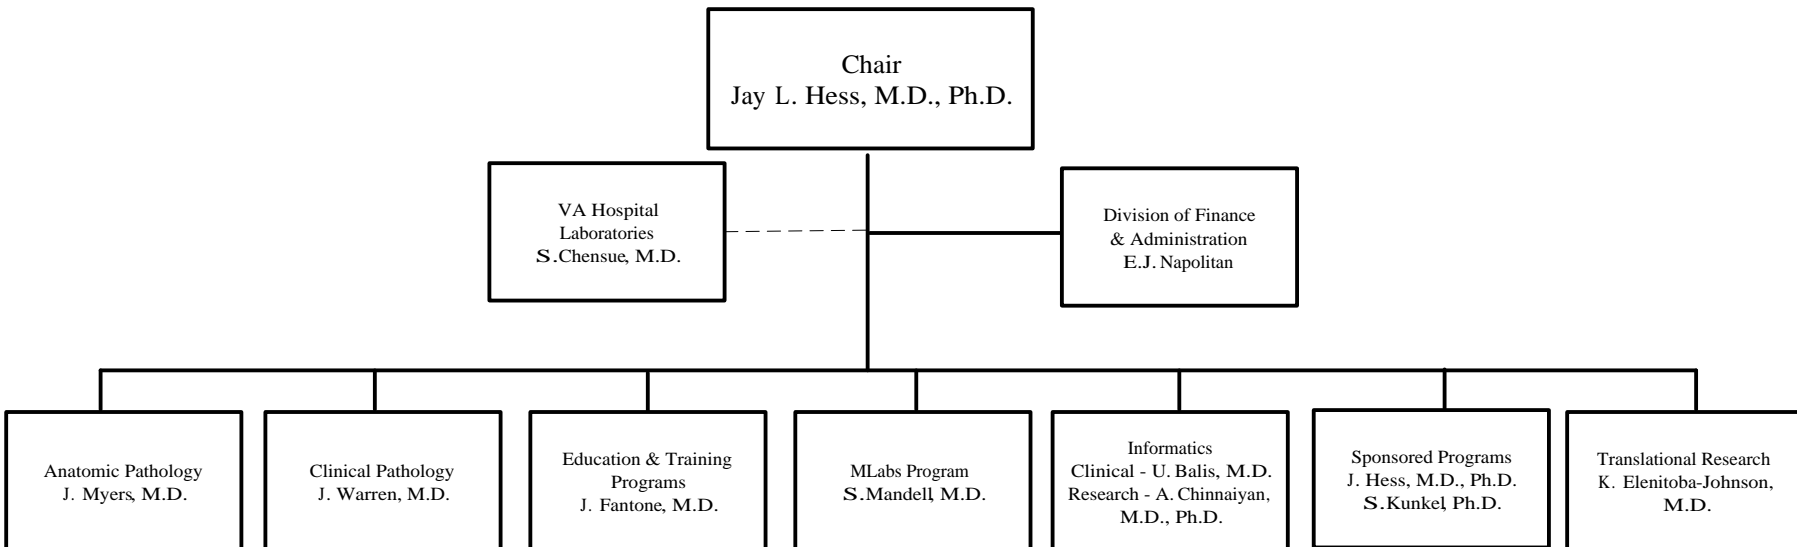 Chair
Jay L. Hess, M.D., Ph.D.
VA Hospital
Laboratories
S.Chensue, M.D.
Division of Finance
& Administration
E.J. Napolitan
Anatomic Pathology
J. Myers, M.D.
Clinical Pathology
J. Warren, M.D.
Education & Training
Programs
J. Fantone, M.D.
MLabs Program
S.Mandell, M.D.
Informatics
Clinical - U. Balis, M.D.
Research - A. Chinnaiyan,
M.D., Ph.D.
Sponsored Programs
J. Hess, M.D., Ph.D.
S.Kunkel, Ph.D.
Translational Research
K. Elenitoba-Johnson,
M.D.